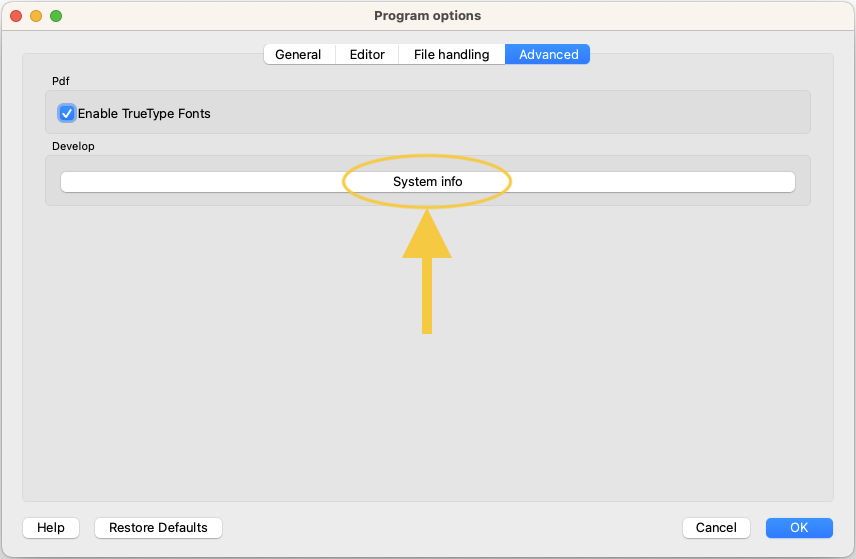 Program options
General Editor File handling Advanced
Pdf
Enable TrueType Fonts
Develop
System info
Help Restore Defaults Cancel OK